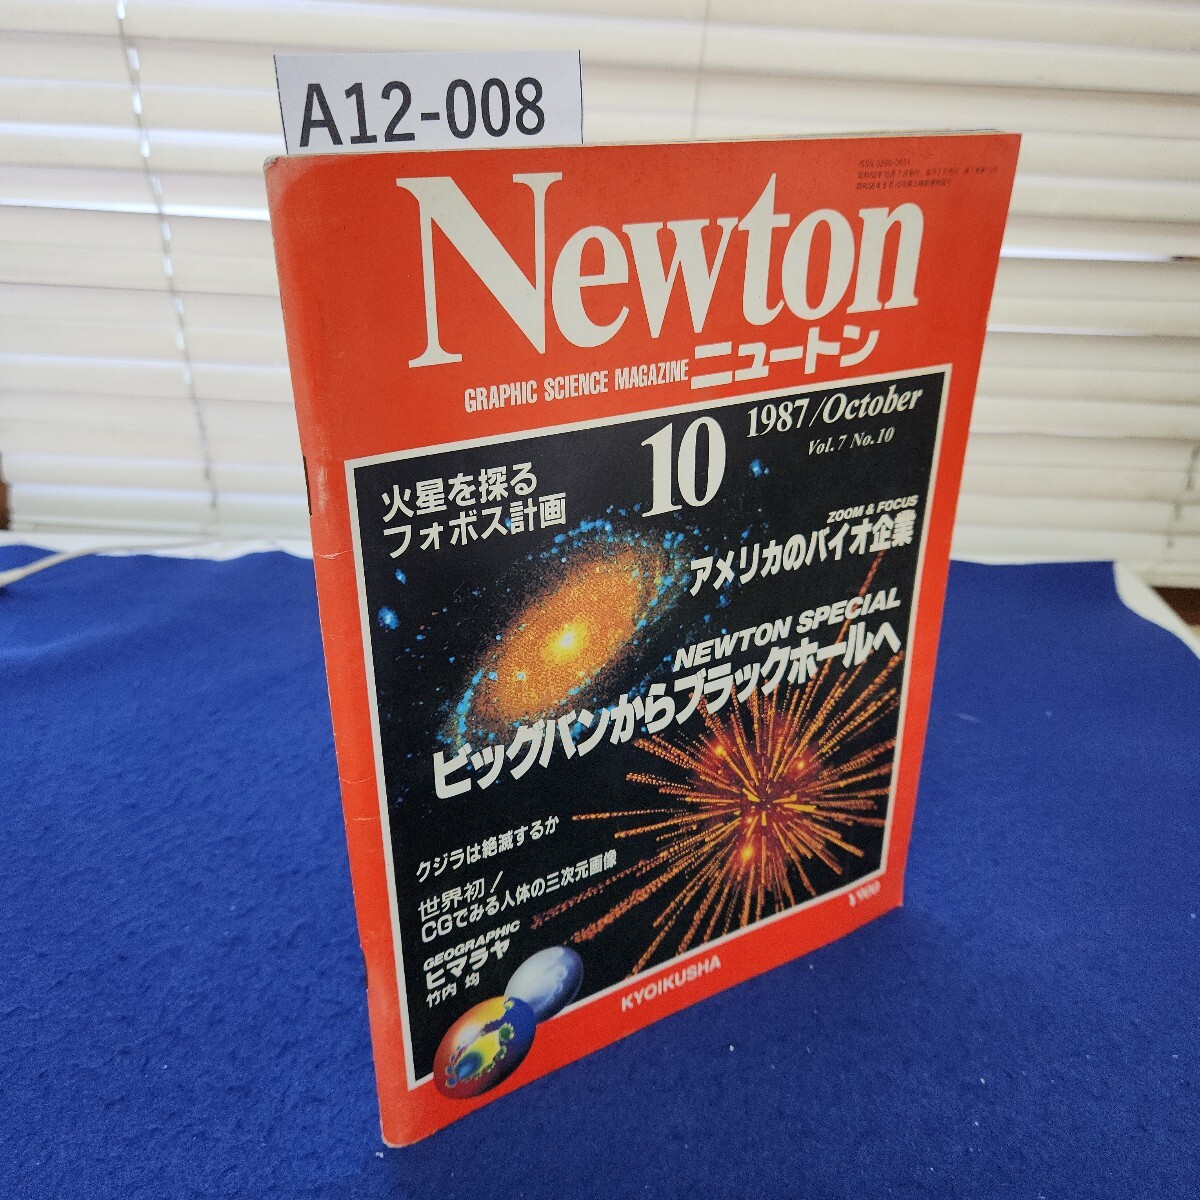 A12-008
Newton
GRAPHIC SCIENCE MAGAZINE ニュートン
10 1987/October
Vol.7 No.10
火星を探る
フォボス計画
ZOOM & FOCUS
アメリカのバイオ企業
NEWTON SPECIAL
ビッグバンからブラックホールへ
クジラは絶滅するか
世界初!
CGでみる人体の三次元画像
GEOGRAPHIC
ヒマラヤ
竹内 均
¥900
KYOIKUSHA